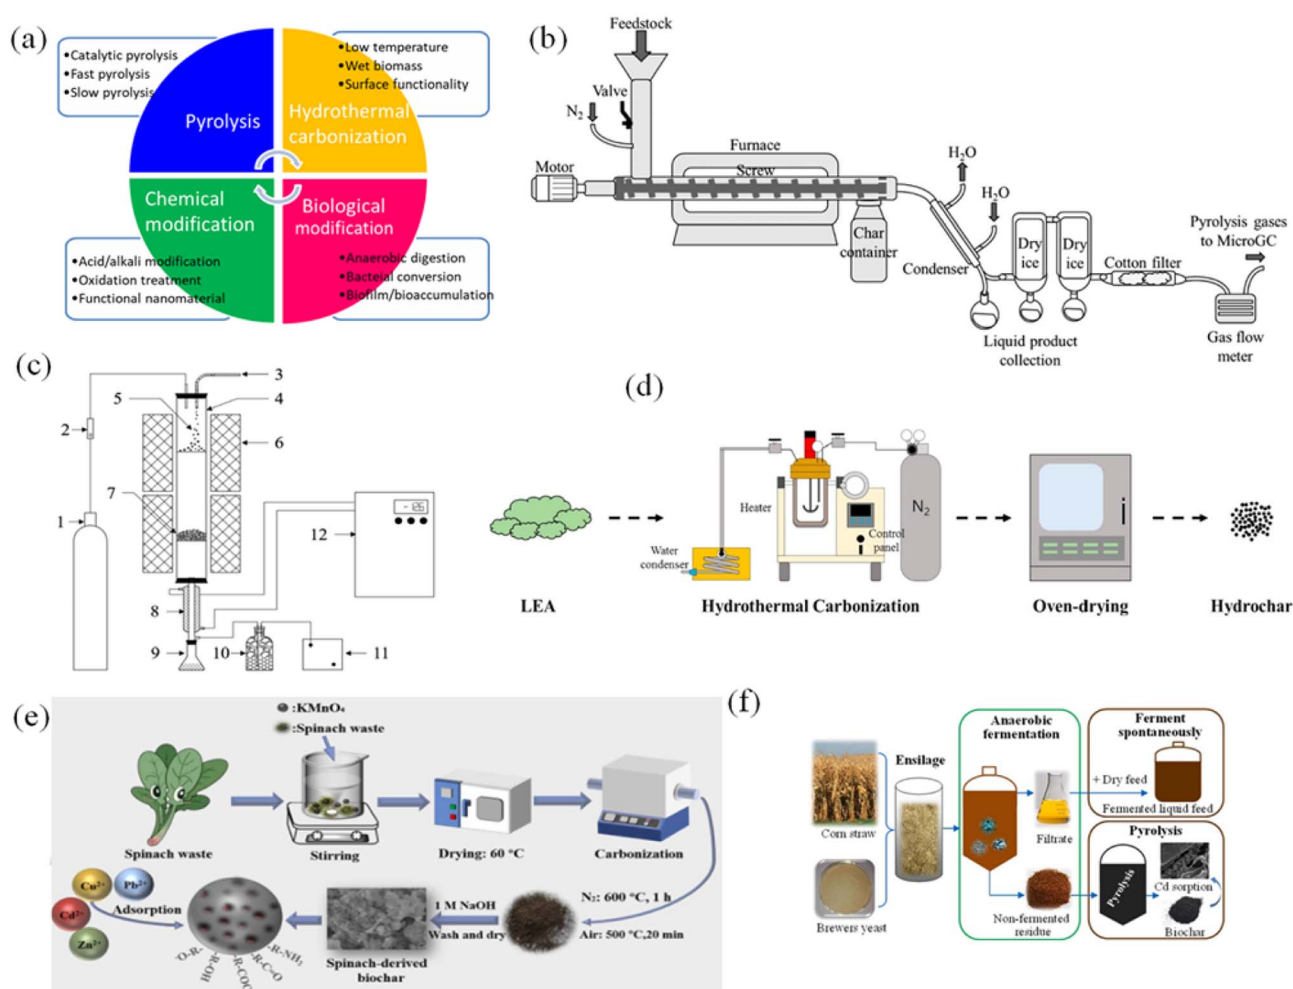 (a)
•Catalytic pyrolysis
•Fast pyrolysis
•Slow pyrolysis
•Low temperature
•Wet biomass
•Surface functionality
Pyrolysis
Hydrothermal
carbonization
Chemical
modification
Biological
modification
•Acid/alkali modification
•Oxidation treatment
•Functional nanomaterial
•Anaerobic digestion
•Bacteial conversion
•Biofilm/bioaccumulation
(b)
Feedstock
Valve
N₂
Motor
Furnace
Screw
Char
container
H₂O
H₂O
Condenser
Dry
ice
Dry
ice
Liquid product
collection
Cotton filter
Pyrolysis gases
to MicroGC
Gas flow
meter
(c)
1
2
3
4
5
6
7
8
9
10
11
12
(d)
LEA
Heater
Water
condenser
Control
panel
N₂
Hydrothermal Carbonization
Oven-drying
Hydrochar
(e)
:KMnO₄
:Spinach waste
Spinach waste
Stirring
Drying: 60 °C
Carbonization
N₂: 600 °C, 1 h
Air: 500 °C,20 min
1 M NaOH
Wash and dry
Spinach-derived
biochar
Adsorption
Cu²⁺
Pb²⁺
Zn²⁺
(f)
Corn straw
Brewers yeast
Ensilage
Anaerobic
fermentation
Filtrate
Non-fermented
residue
Ferment
spontaneously
+ Dry feed
Fermented liquid feed
Pyrolysis
Pyrolysis
Cd sorption
Biochar